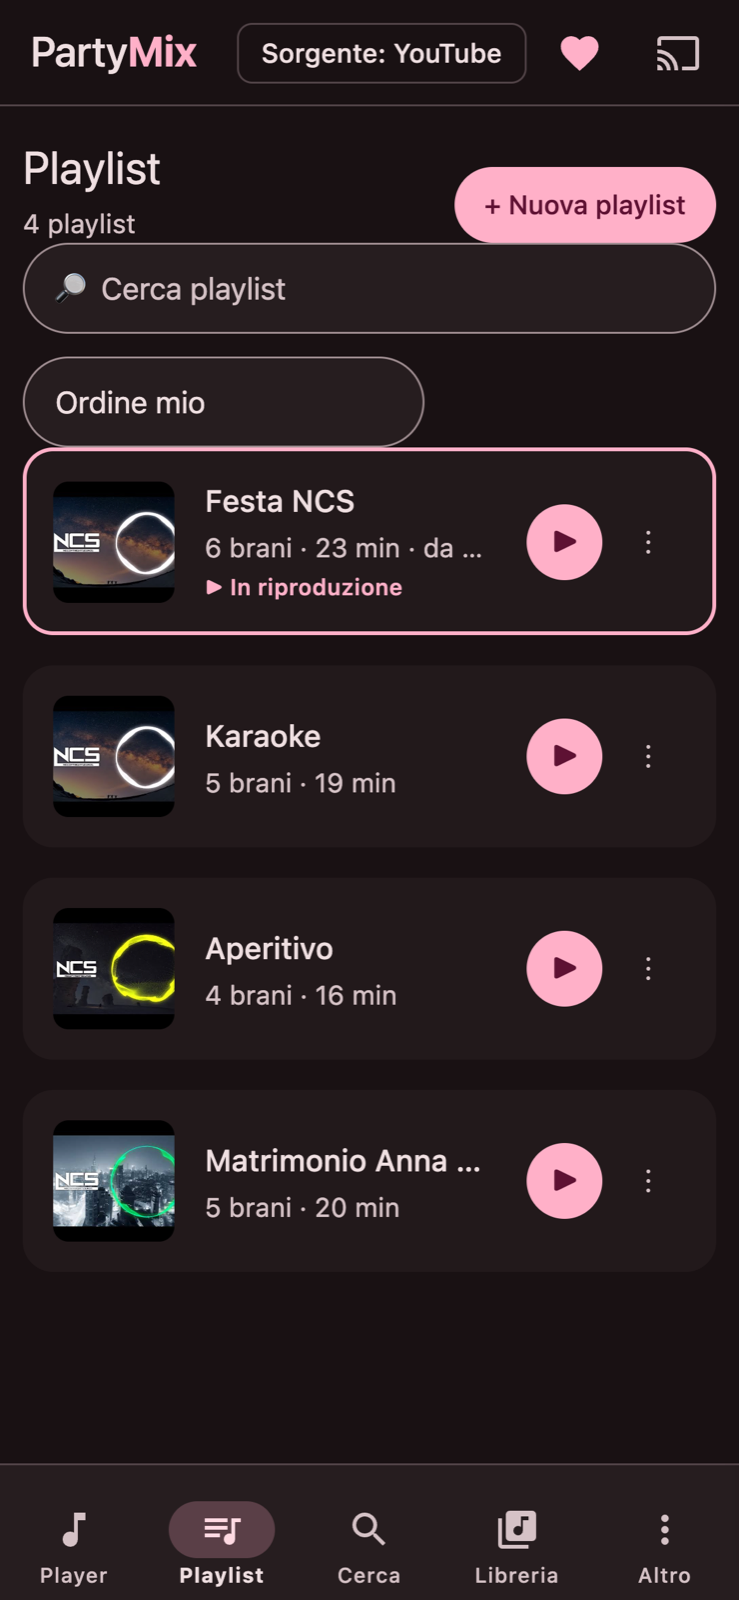 PartyMix
Sorgente: YouTube
Playlist
4 playlist
+ Nuova playlist
🔎 Cerca playlist
Ordine mio
NCS
Festa NCS
6 brani · 23 min · da ...
▶ In riproduzione
NCS
Karaoke
5 brani · 19 min
NCS
Aperitivo
4 brani · 16 min
NCS
Matrimonio Anna ...
5 brani · 20 min
Player
Playlist
Cerca
Libreria
Altro